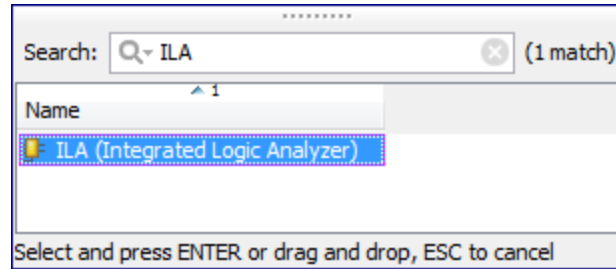 Search: ILA (1 match)
1
Name
ILA (Integrated Logic Analyzer)
Select and press ENTER or drag and drop, ESC to cancel